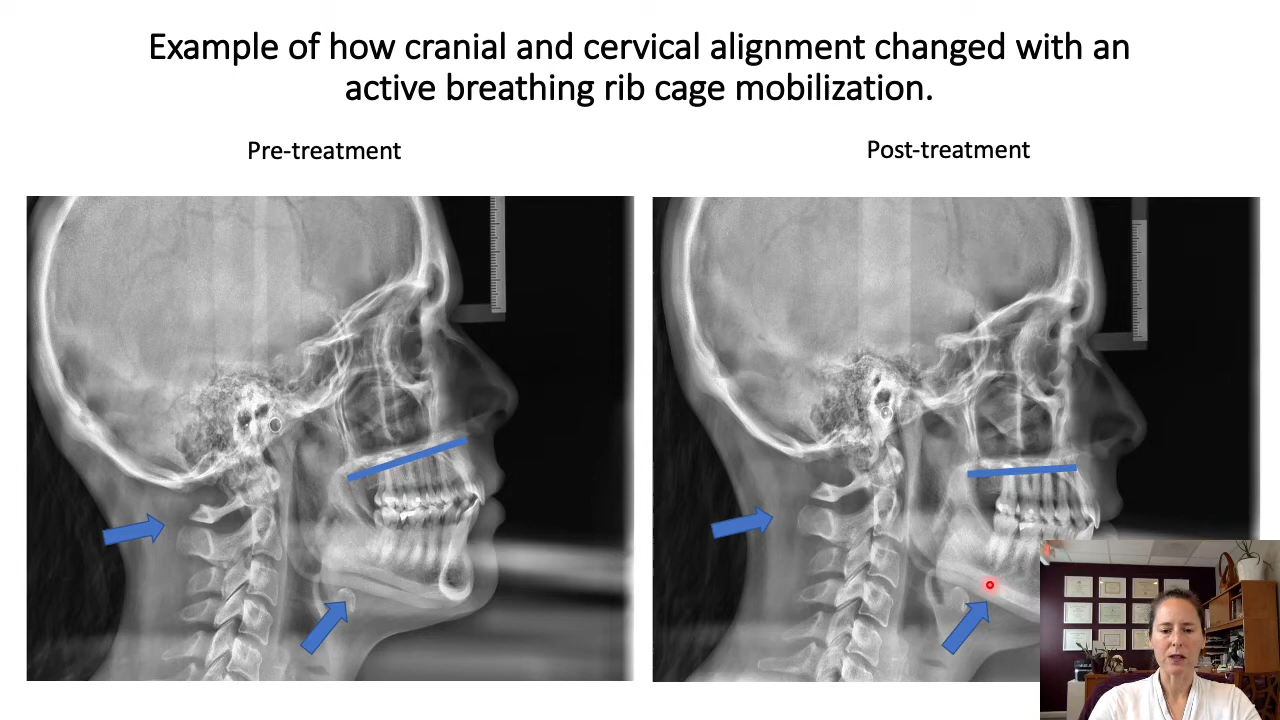 Example of how cranial and cervical alignment changed with an
active breathing rib cage mobilization.
Pre-treatment
Post-treatment